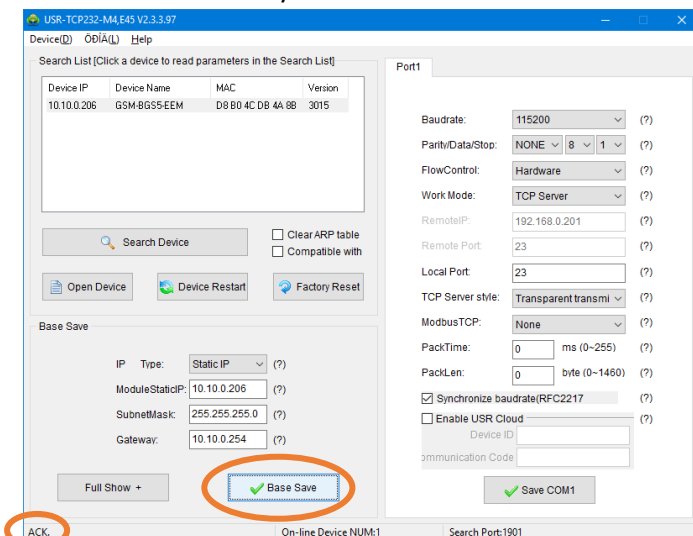 USR-TCP232-M4,E45 V2.3.3.97
Device(D) ÖÐÎÄ(L) Help
Search List [Click a device to read parameters in the Search List]
Device IP Device Name MAC Version
10.10.0.206 GSM-BGS5-EEM D8 B0 4C DB 4A 8B 3015
Search Device
Clear ARP table
Compatible with
Open Device
Device Restart
Factory Reset
Base Save
IP Type: Static IP (?)
ModuleStaticIP: 10.10.0.206 (?)
SubnetMask: 255.255.255.0 (?)
Gateway: 10.10.0.254 (?)
Full Show +
Base Save
Port1
Baudrate: 115200 (?)
Parity/Data/Stop: NONE 8 1 (?)
FlowControl: Hardware (?)
Work Mode: TCP Server (?)
RemoteIP: 192.168.0.201 (?)
Remote Port: 23 (?)
Local Port: 23 (?)
TCP Server style: Transparent transmi (?)
ModbusTCP: None (?)
PackTime: 0 ms (0~255) (?)
PackLen: 0 byte (0~1460) (?)
Synchronize baudrate(RFC2217 (?)
Enable USR Cloud (?)
Device ID
ommunication Code
Save COM1
ACK. On-line Device NUM:1 Search Port:1901